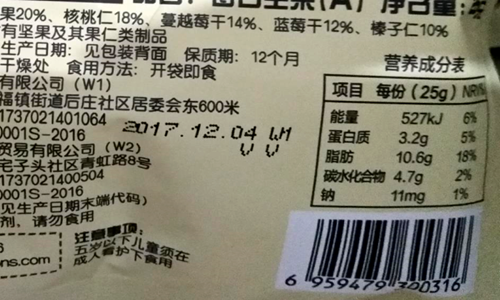 每日坚果(A) 净含量:
果20%、核桃仁18%、蔓越莓干14%、蓝莓干12%、榛子仁10%
有坚果及其果仁类制品
生产日期: 见包装背面 保质期: 12个月
干燥处 食用方法: 开袋即食
有限公司 (W1)
福镇街道后庄社区居委会东600米
1737021401064
0001S-2016
2017.12.04 W1
贸易有限公司 (W2)
宅子头社区青虹路8号
1737021400504
0001S-2016
见生产日期末端代码)
剂, 请勿食用
注意事项:
五岁以下儿童须在
成人看护下食用
ns.com
营养成分表
项目 每份 (25g) NRV%
能量 527kJ 6%
蛋白质 3.2g 5%
脂肪 10.6g 18%
碳水化合物 4.7g 2%
钠 11mg 1%
6 959479 300316